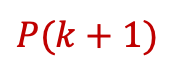 P(k + 1)